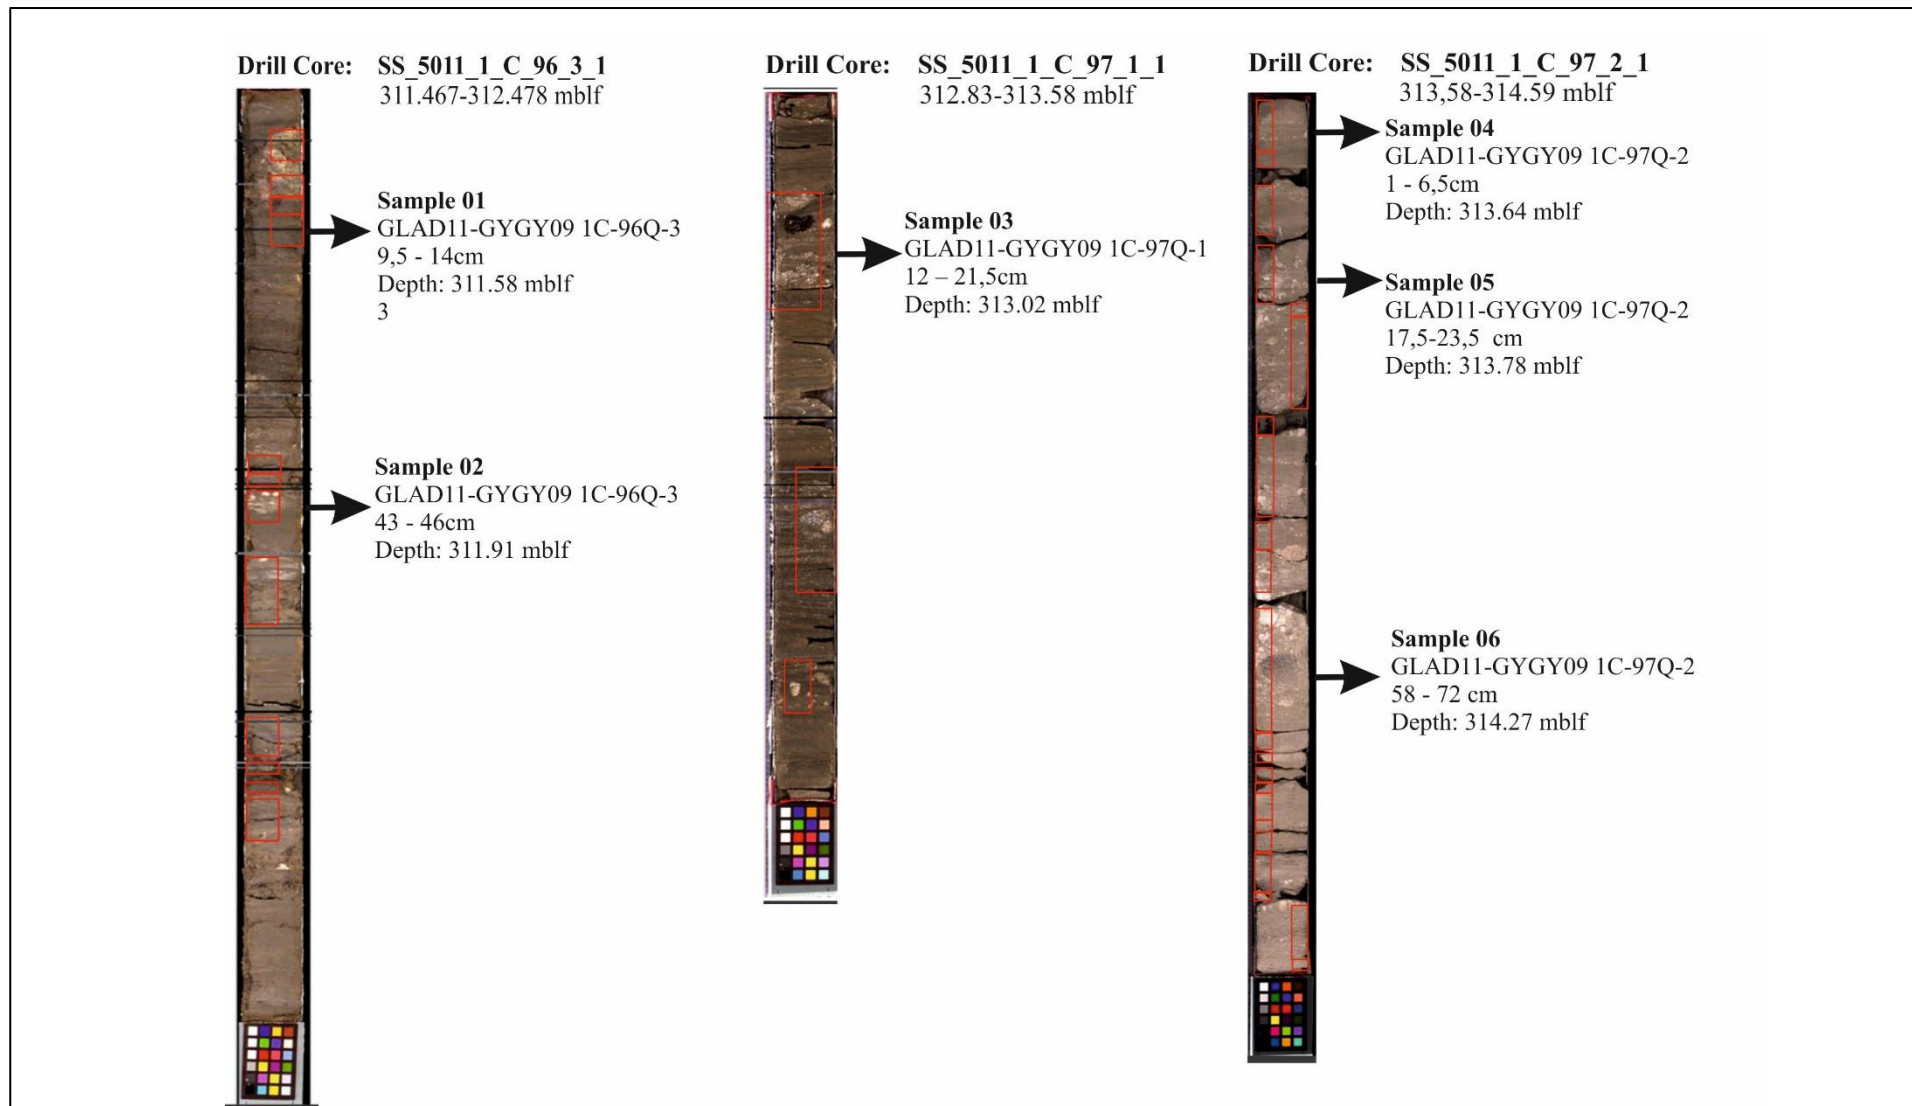 Drill Core: SS_5011_1_C_96_3_1
311.467-312.478 mblf
Sample 01
GLAD11-GYGY09 1C-96Q-3
9,5 - 14cm
Depth: 311.58 mblf
3
Sample 02
GLAD11-GYGY09 1C-96Q-3
43 - 46cm
Depth: 311.91 mblf
Drill Core: SS_5011_1_C_97_1_1
312.83-313.58 mblf
Sample 03
GLAD11-GYGY09 1C-97Q-1
12 – 21,5cm
Depth: 313.02 mblf
Drill Core: SS_5011_1_C_97_2_1
313,58-314.59 mblf
Sample 04
GLAD11-GYGY09 1C-97Q-2
1 - 6,5cm
Depth: 313.64 mblf
Sample 05
GLAD11-GYGY09 1C-97Q-2
17,5-23,5 cm
Depth: 313.78 mblf
Sample 06
GLAD11-GYGY09 1C-97Q-2
58 - 72 cm
Depth: 314.27 mblf